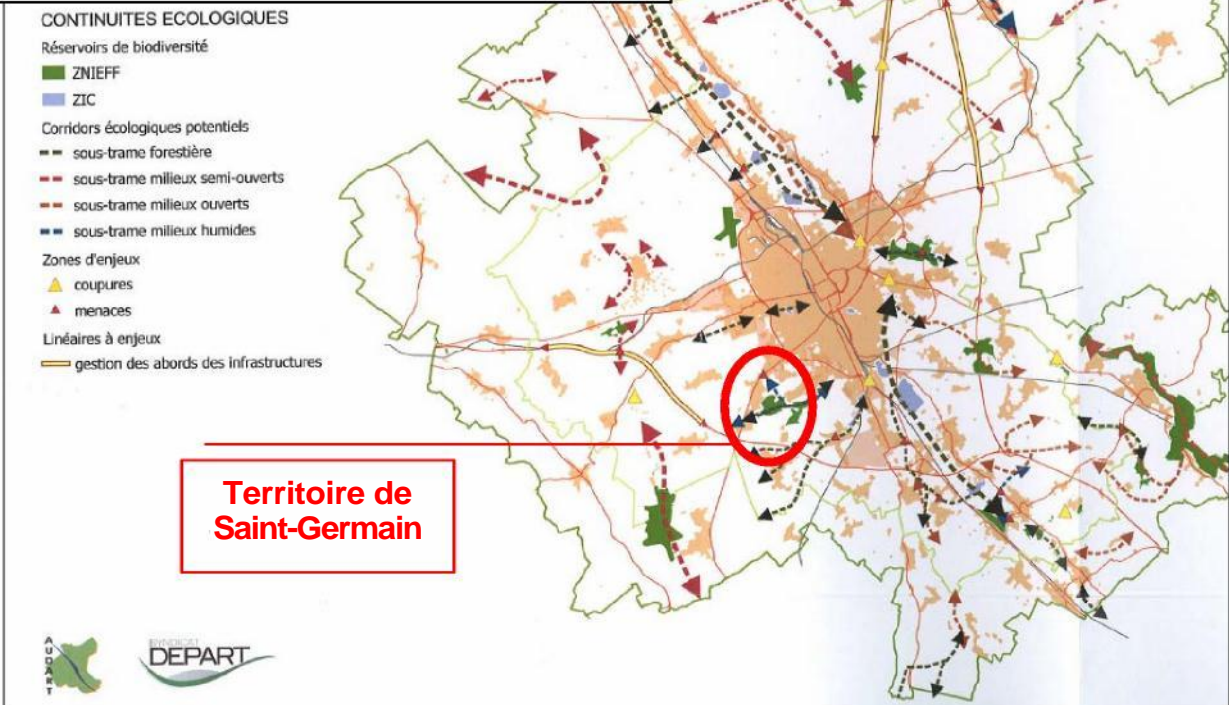 CONTINUITES ECOLOGIQUES
Réservoirs de biodiversité
ZNIEFF
ZIC
Corridors écologiques potentiels
sous-trame forestière
sous-trame milieux semi-ouverts
sous-trame milieux ouverts
sous-trame milieux humides
Zones d'enjeux
coupures
menaces
Linéaires à enjeux
gestion des abords des infrastructures
Territoire de
Saint-Germain
AUDART
SYNDICAT
DEPART